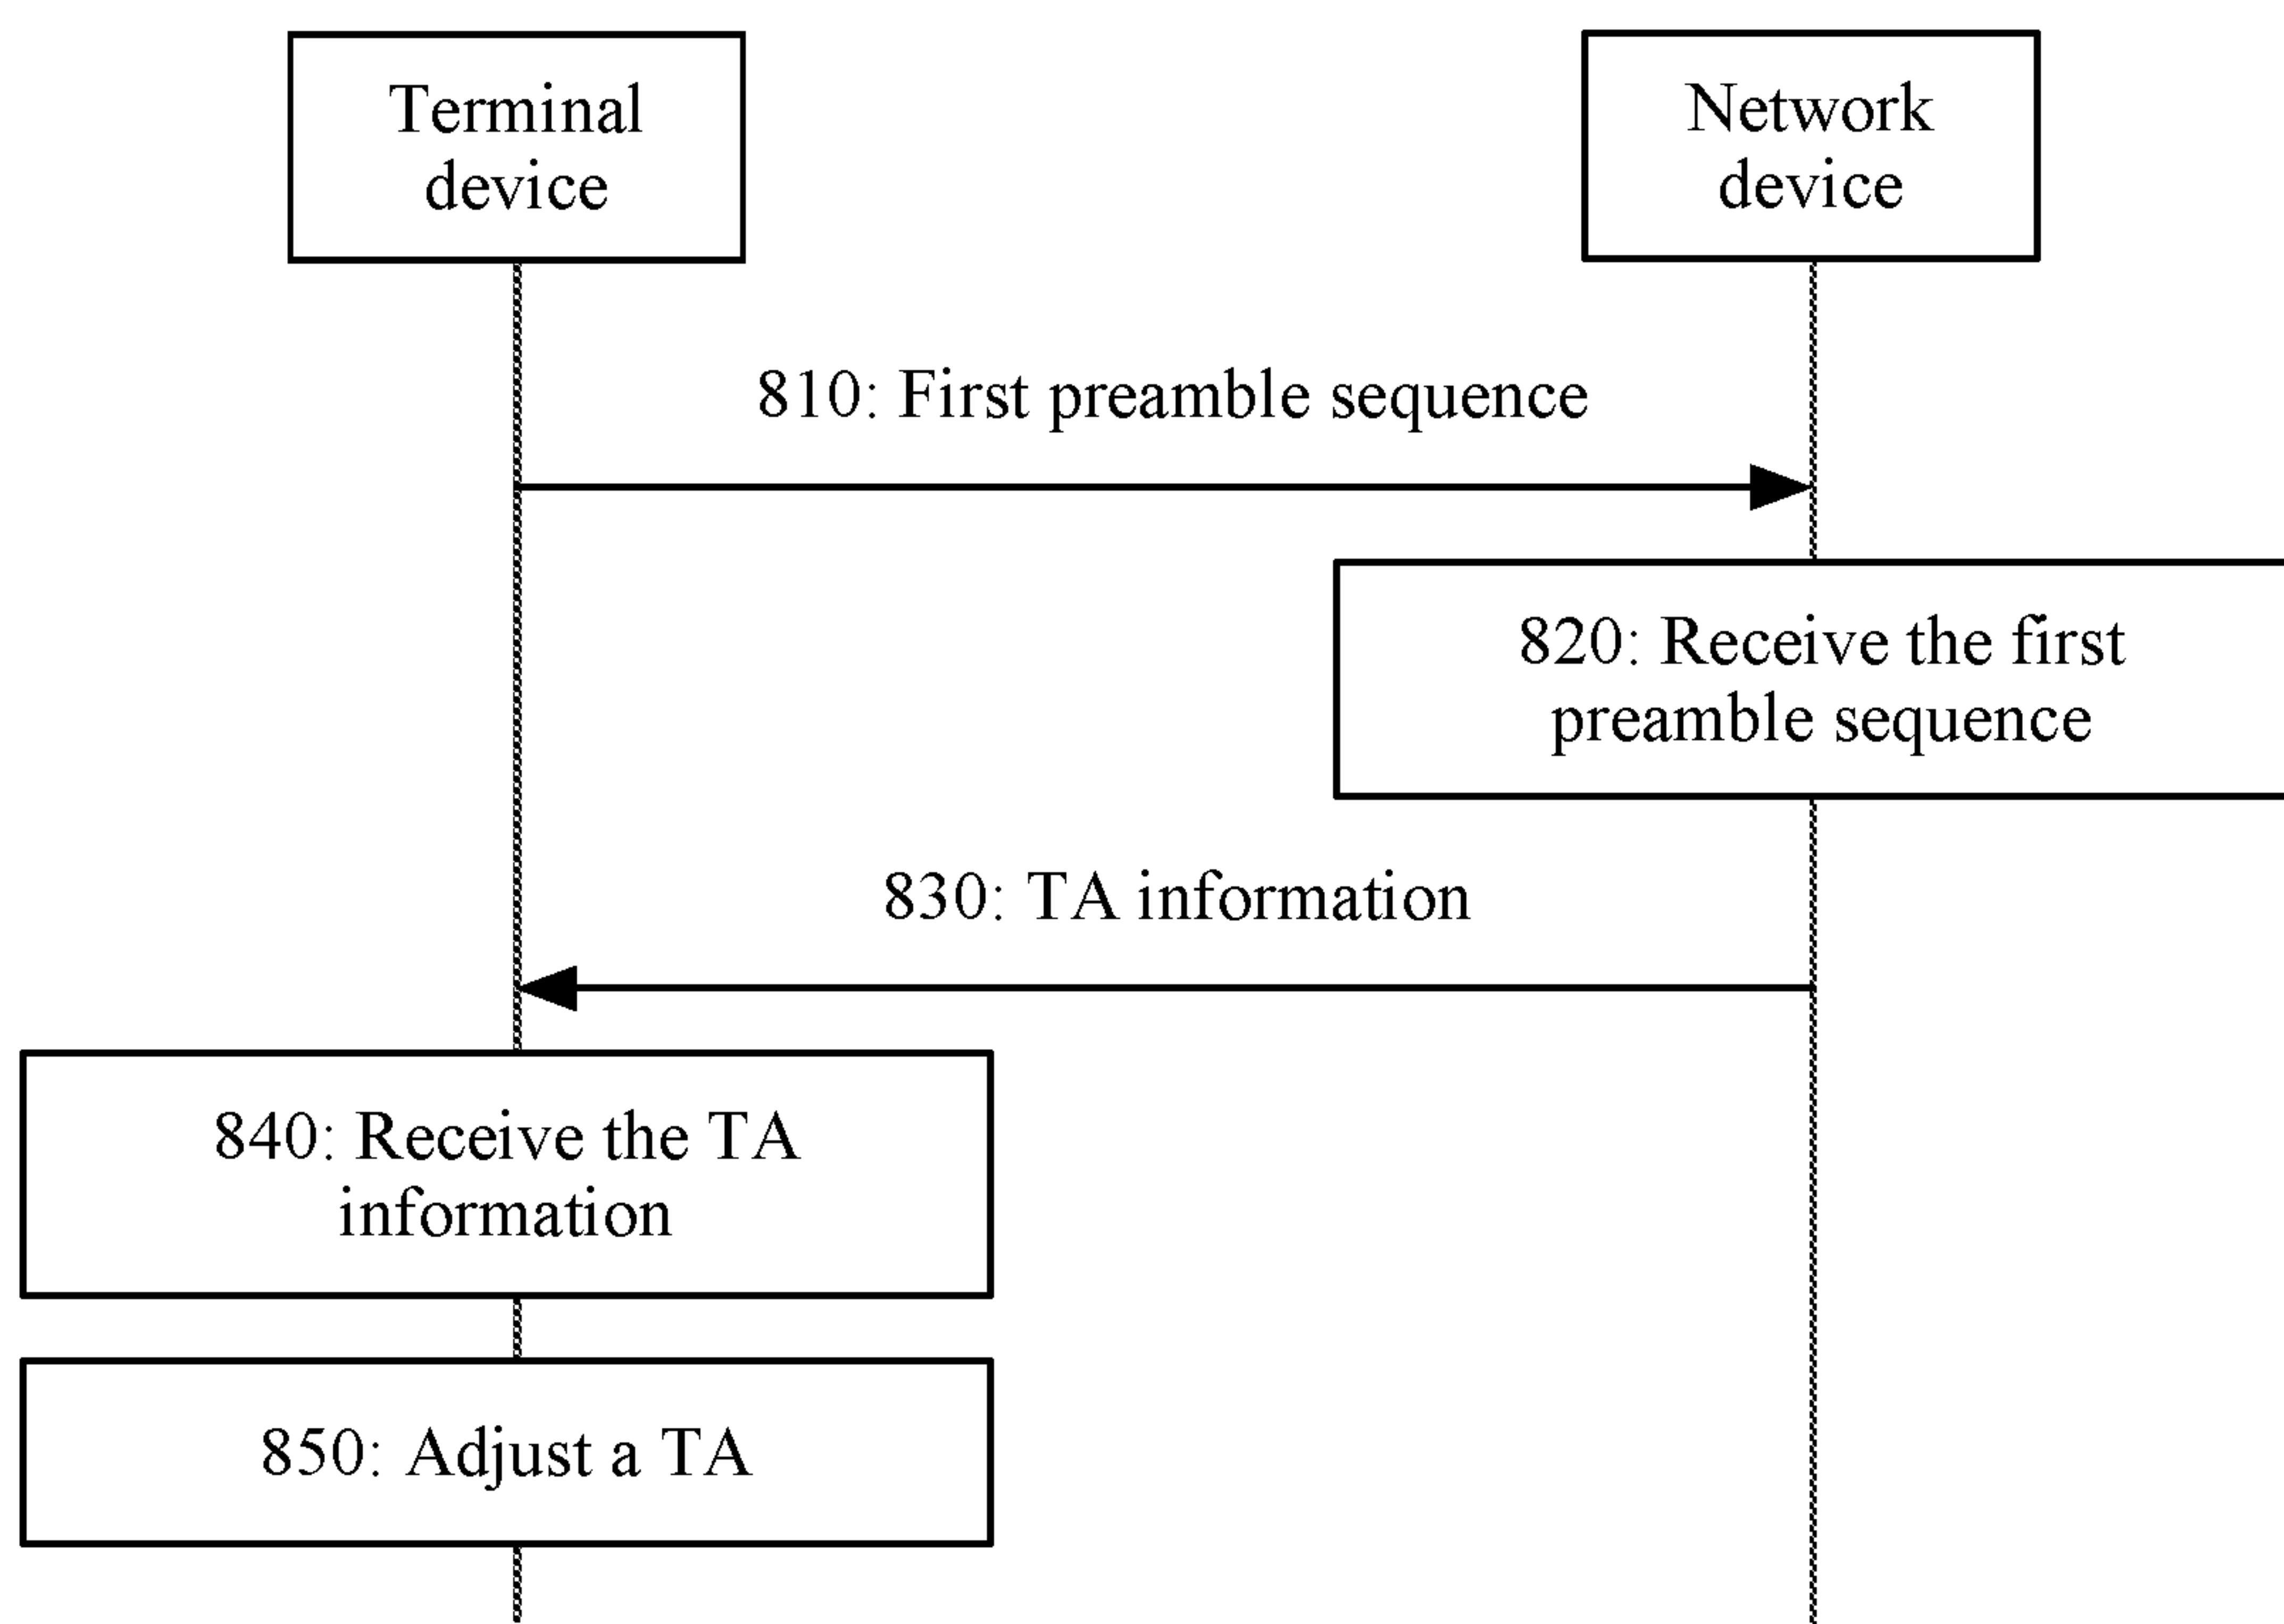 Terminal
device
Network
device
810: First preamble sequence
820: Receive the first
preamble sequence
830: TA information
840: Receive the TA
information
850: Adjust a TA